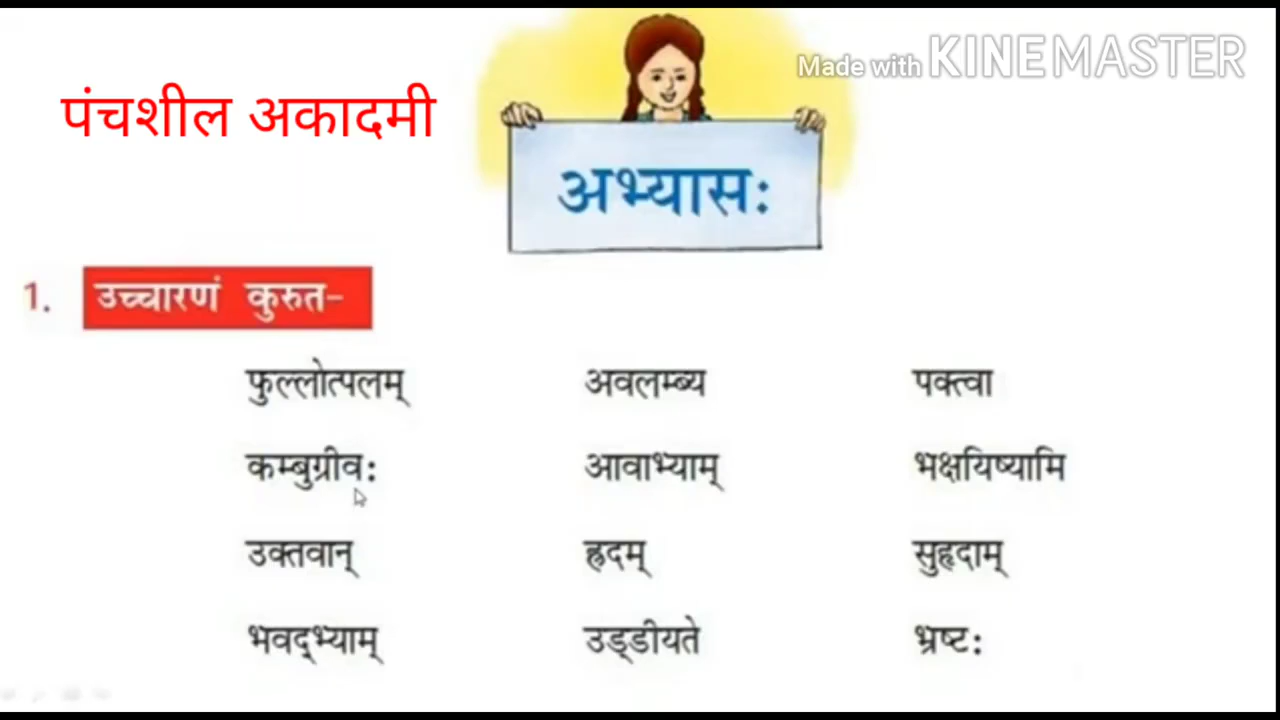 Made with KINEMASTER
पंचशील अकादमी
अभ्यासः
1. उच्चारणं कुरुत-
फुल्लोत्पलम् अवलम्ब्य पक्त्वा
कम्बुग्रीवः आवाभ्याम् भक्षयिष्यामि
उक्तवान् ह्रदम् सुहृदाम्
भवद्भ्याम् उड्डीयते भ्रष्टः